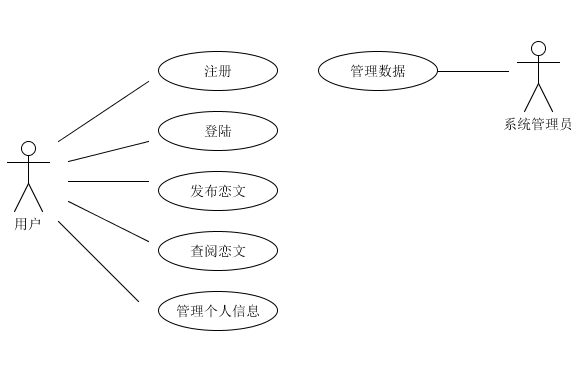 注册
管理数据
登陆
系统管理员
发布恋文
用户
查阅恋文
管理个人信息